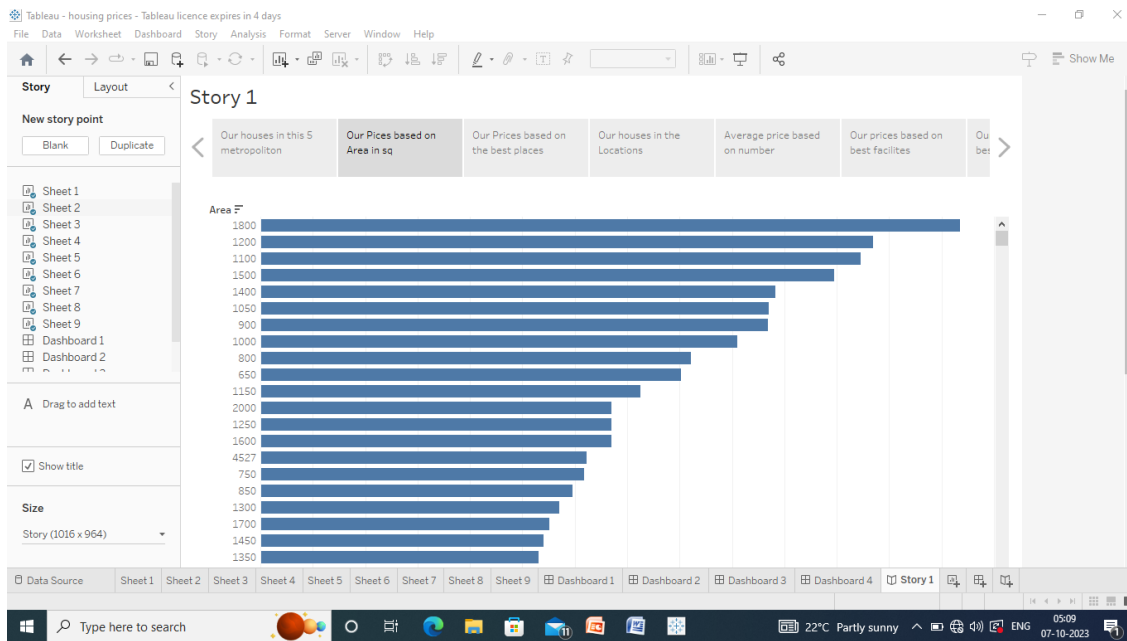 Tableau - housing prices - Tableau licence expires in 4 days
File Data Worksheet Dashboard Story Analysis Format Server Window Help
Show Me
Story Layout
New story point
Blank Duplicate
Sheet 1
Sheet 2
Sheet 3
Sheet 4
Sheet 5
Sheet 6
Sheet 7
Sheet 8
Sheet 9
Dashboard 1
Dashboard 2
A Drag to add text
Show title
Size
Story (1016 x 964)
Story 1
Our houses in this 5
metropoliton
Our Pices based on
Area in sq
Our Prices based on
the best places
Our houses in the
Locations
Average price based
on number
Our prices based on
best facilites
Ou
bes
Area
1800
1200
1100
1500
1400
1050
900
1000
800
650
1150
2000
1250
1600
4527
750
850
1300
1700
1450
1350
Data Source Sheet 1 Sheet 2 Sheet 3 Sheet 4 Sheet 5 Sheet 6 Sheet 7 Sheet 8 Sheet 9 Dashboard 1 Dashboard 2 Dashboard 3 Dashboard 4 Story 1
Type here to search
11
22°C Partly sunny
ENG
05:09
07-10-2023
1